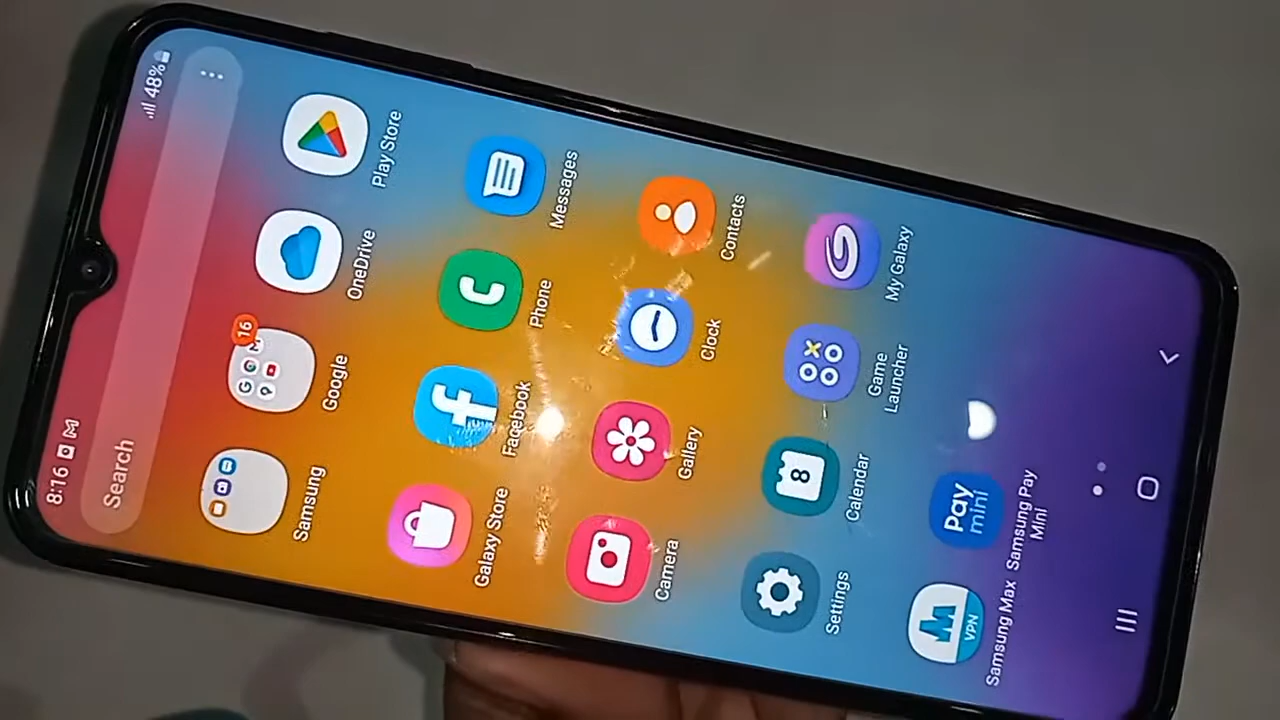 8:16
48%
Search
Samsung
Google
16
OneDrive
Play Store
Galaxy Store
Facebook
Phone
Messages
Camera
Gallery
Clock
Contacts
Settings
8
Calendar
Game
Launcher
My Galaxy
VPN
Samsung Max
Pay
mini
Samsung Pay
Mini